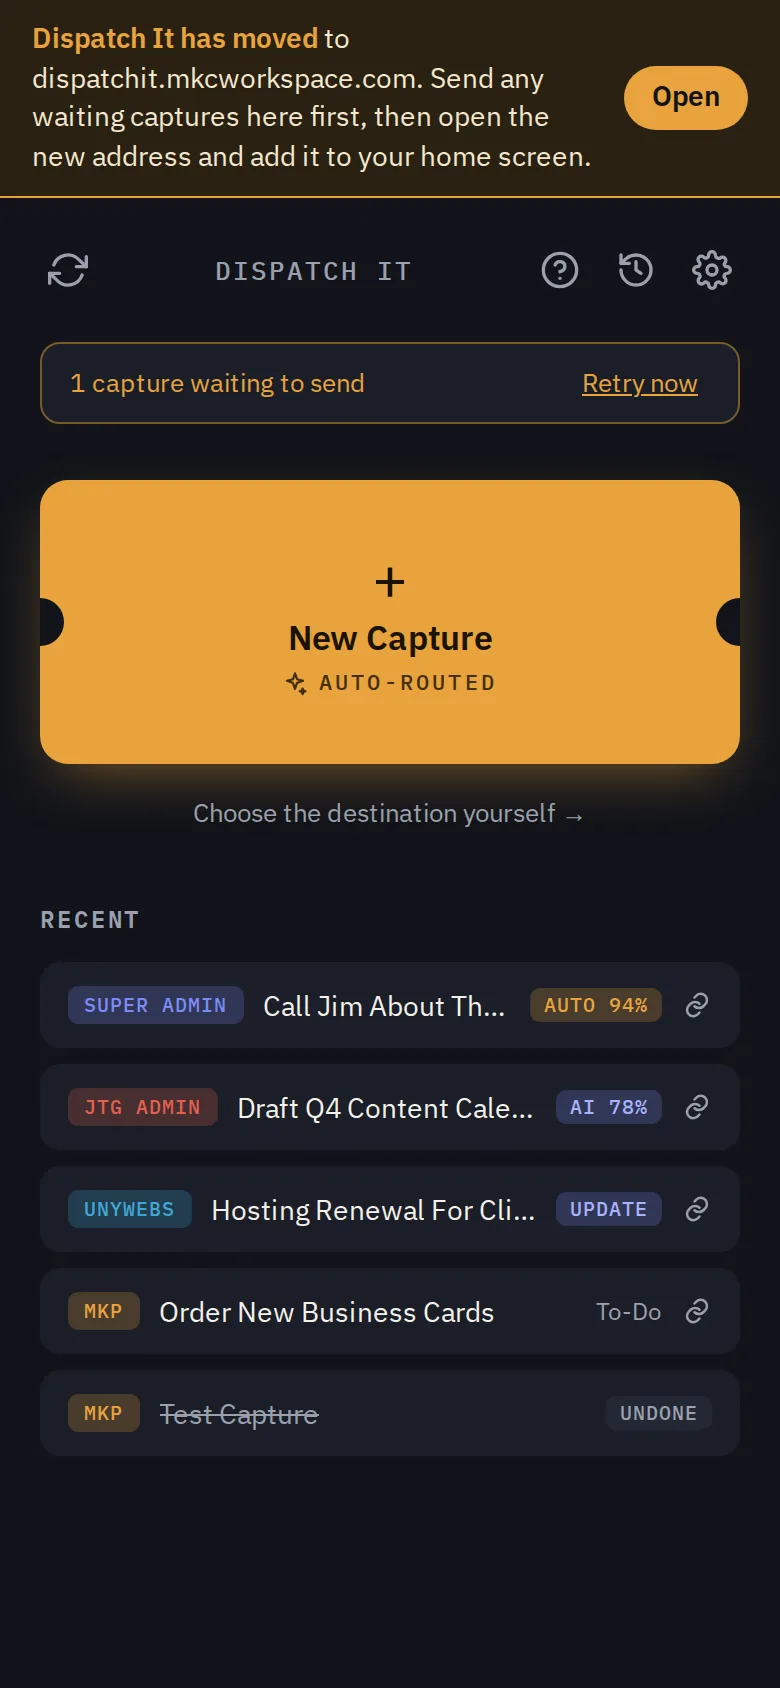 Dispatch It has moved to
dispatchit.mkcworkspace.com. Send any
waiting captures here first, then open the
new address and add it to your home screen.
Open
DISPATCH IT
1 capture waiting to send
Retry now
+
New Capture
AUTO-ROUTED
Choose the destination yourself →
RECENT
SUPER ADMIN Call Jim About Th... AUTO 94%
JTG ADMIN Draft Q4 Content Cale... AI 78%
UNYWEBS Hosting Renewal For Cli... UPDATE
MKP Order New Business Cards To-Do
MKP Test Capture UNDONE